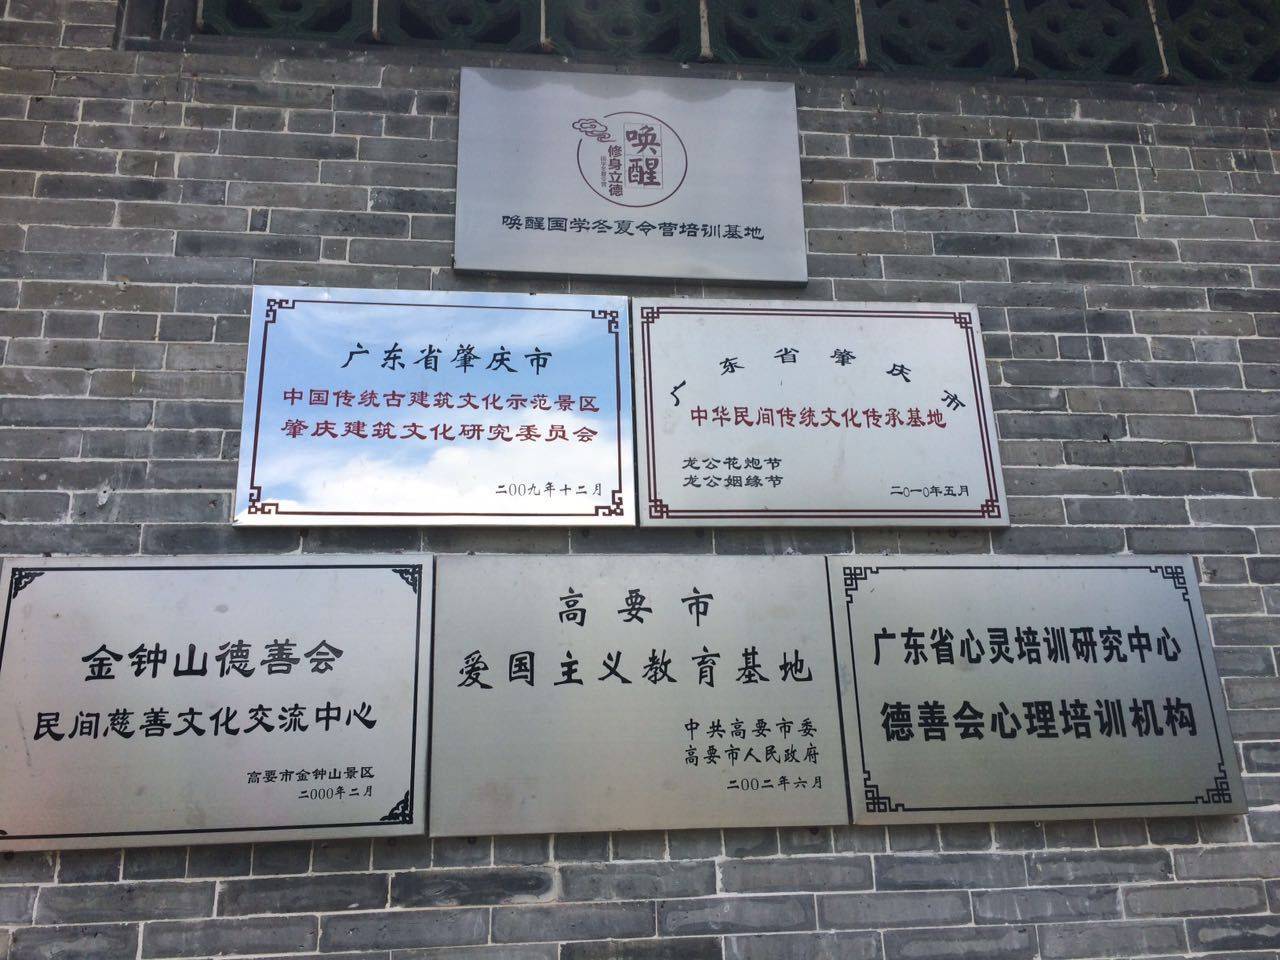 唤醒
修身立德
唤醒国学冬夏令营培训基地
广东省肇庆市
中国传统古建筑文化示范景区
肇庆建筑文化研究委员会
二00九年十二月
广东省肇庆市
中华民间传统文化传承基地
龙公花炮节
龙公姻缘节
二0一0年五月
金钟山德善会
民间慈善文化交流中心
高要市金钟山景区
二000年二月
高要市
爱国主义教育基地
中共高要市委
高要市人民政府
二00二年六月
广东省心灵培训研究中心
德善会心理培训机构